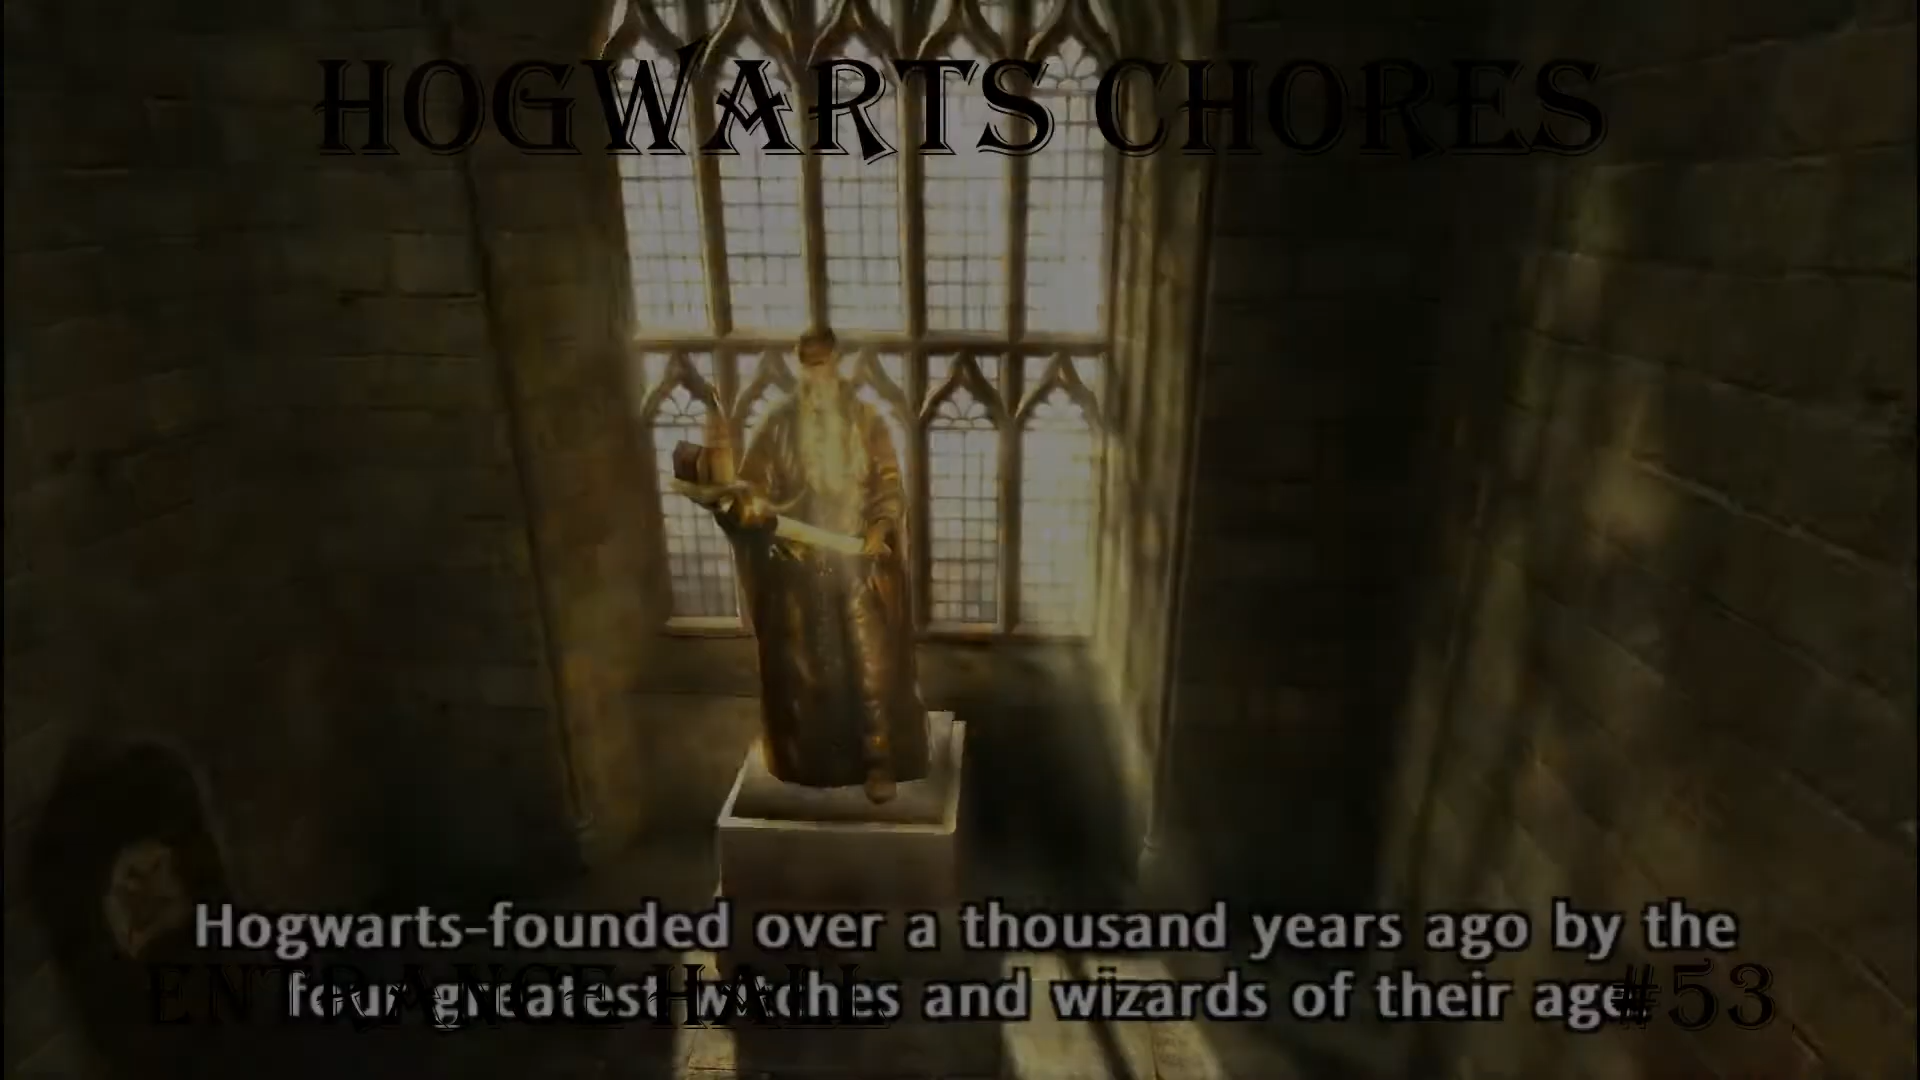 HOGWARTS CHORES
Hogwarts-founded over a thousand years ago by the
four greatest witches and wizards of their age.
ENTRANCE HALL
#53